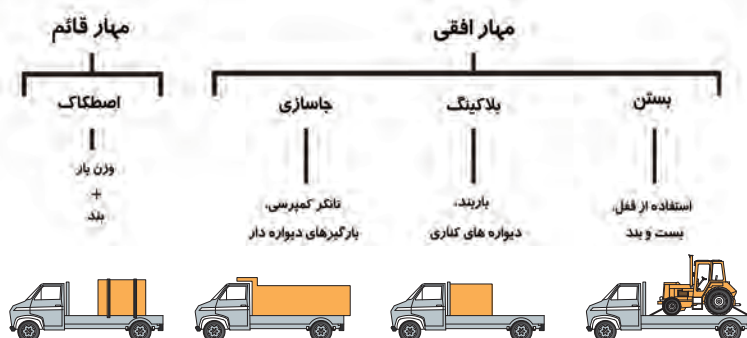 مهار افقی
مهار قائم
بستن
بلاکینگ
جاسازی
اصطکاک
استفاده از قفل،
بست و بند
باربند،
دیواره های کناری
تانکر کمپرسی،
بارگیرهای دیواره دار
وزن بار
+
بند